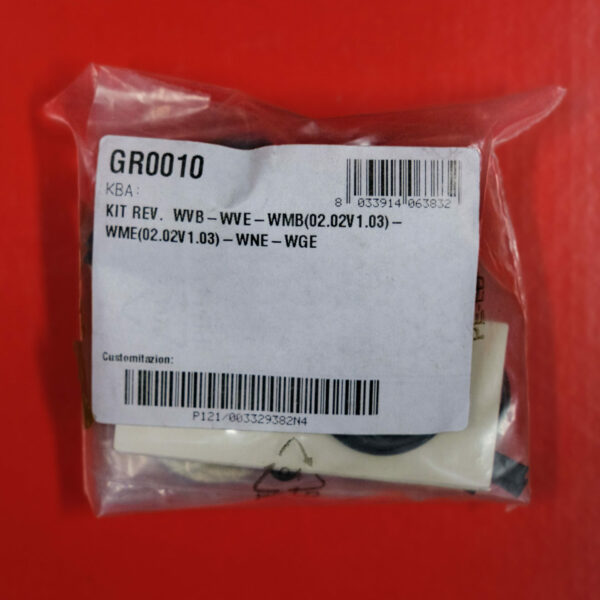 GR0010
KBA:
8 033914 063832
KIT REV. WVB–WVE–WMB(02.02V1.03)–
WME(02.02V1.03)–WNE–WGE
Customitazion:
P121/003329382N4